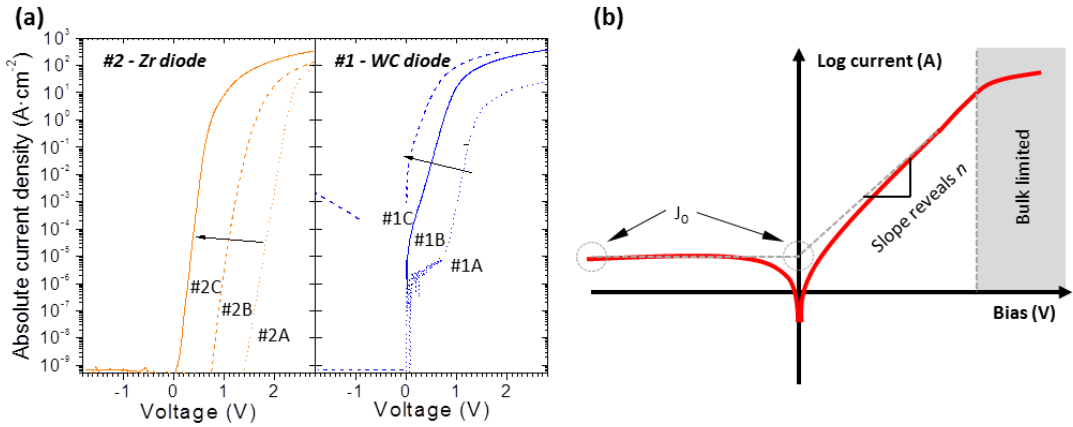 (a)
#2 - Zr diode
#1 - WC diode
Absolute current density (A·cm⁻²)
10³
10²
10¹
10⁰
10⁻¹
10⁻²
10⁻³
10⁻⁴
10⁻⁵
10⁻⁶
10⁻⁷
10⁻⁸
10⁻⁹
#2C
#2B
#2A
#1C
#1B
#1A
-1 0 1 2
-1 0 1 2
Voltage (V)
Voltage (V)
(b)
Log current (A)
J₀
Slope reveals n
Bulk limited
Bias (V)